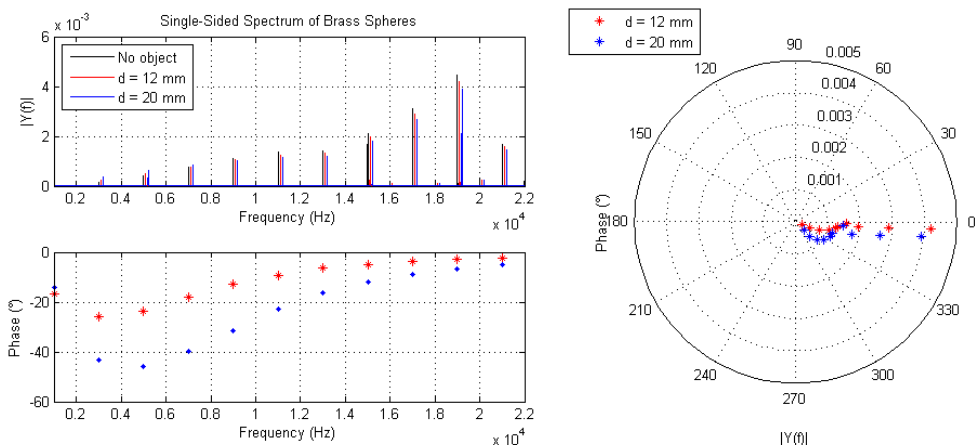 Single-Sided Spectrum of Brass Spheres
x 10-3
6
4
2
0
|Y(f)|
No object
d = 12 mm
d = 20 mm
0.2 0.4 0.6 0.8 1 1.2 1.4 1.6 1.8 2 2.2
Frequency (Hz)
x 10 4
0
-20
-40
-60
Phase (°)
0.2 0.4 0.6 0.8 1 1.2 1.4 1.6 1.8 2 2.2
Frequency (Hz)
x 10 4
d = 12 mm
d = 20 mm
90
0.005
120
60
0.004
0.003
150
0.002
30
0.001
Phase (°)
180
0
210
330
240
300
270
|Y(f)|